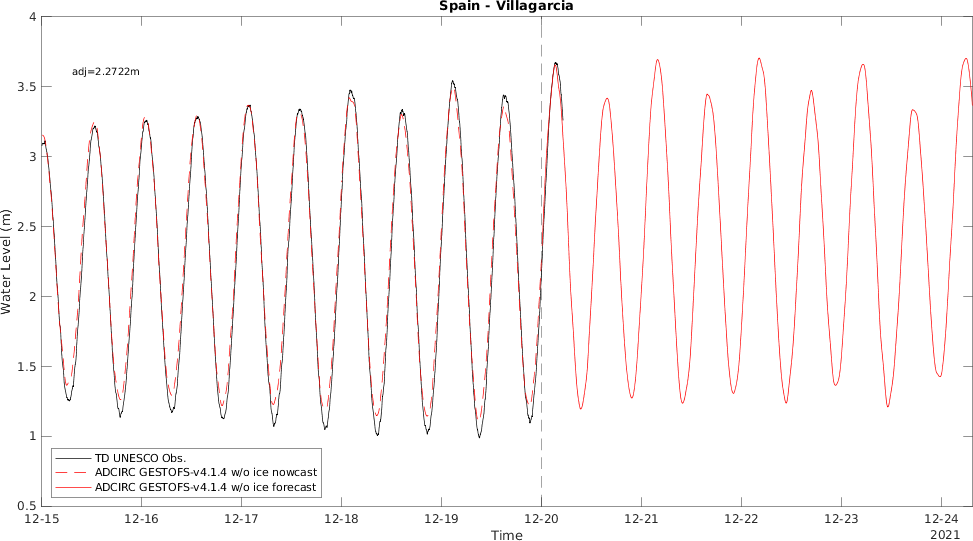 Spain - Villagarcia
4
3.5
3
2.5
2
1.5
1
0.5
Water Level (m)
adj=2.2722m
TD UNESCO Obs.
ADCIRC GESTOFS-v4.1.4 w/o ice nowcast
ADCIRC GESTOFS-v4.1.4 w/o ice forecast
12-15 12-16 12-17 12-18 12-19 12-20 12-21 12-22 12-23 12-24
Time 2021